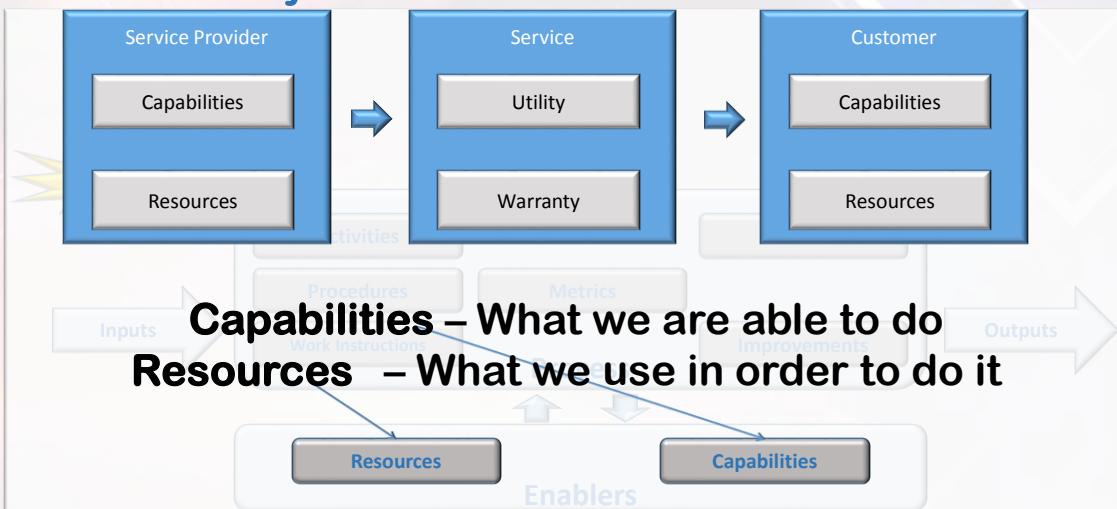 Service Provider
Capabilities
Resources
Service
Utility
Warranty
Customer
Capabilities
Resources
Procedures
Metrics
Inputs
Capabilities – What we are able to do
Outputs
Work Instructions
Improvements
Resources – What we use in order to do it
Resources
Capabilities
Enablers